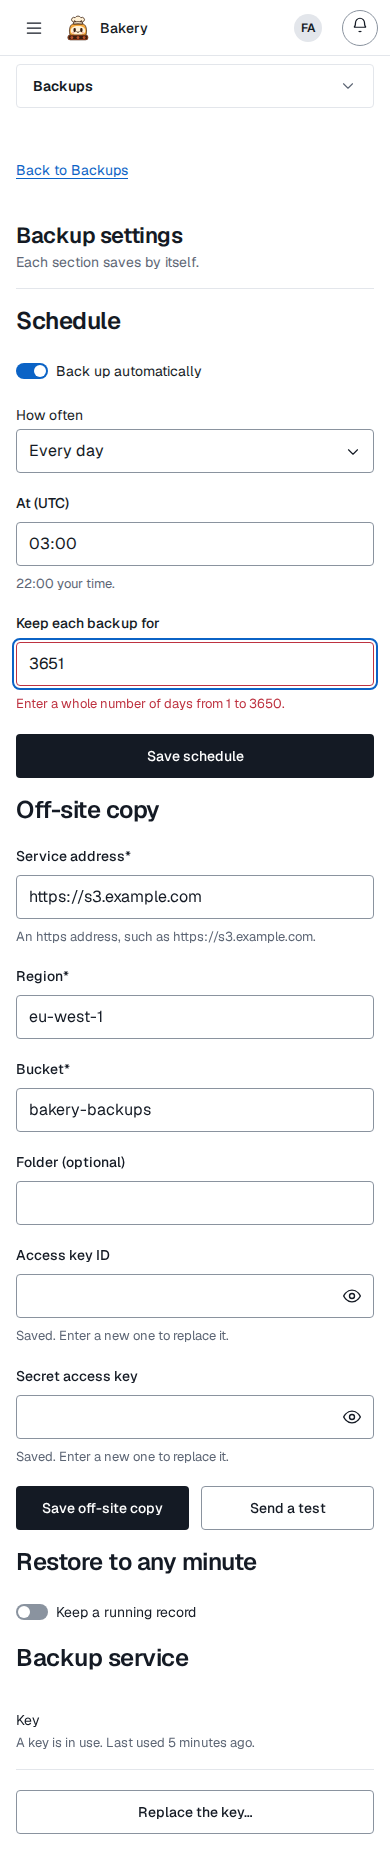 Bakery
FA
Backups
Back to Backups
Backup settings
Each section saves by itself.
Schedule
Back up automatically
How often
Every day
At (UTC)
03:00
22:00 your time.
Keep each backup for
3651
Enter a whole number of days from 1 to 3650.
Save schedule
Off-site copy
Service address*
https://s3.example.com
An https address, such as https://s3.example.com.
Region*
eu-west-1
Bucket*
bakery-backups
Folder (optional)
Access key ID
Saved. Enter a new one to replace it.
Secret access key
Saved. Enter a new one to replace it.
Save off-site copy
Send a test
Restore to any minute
Keep a running record
Backup service
Key
A key is in use. Last used 5 minutes ago.
Replace the key...